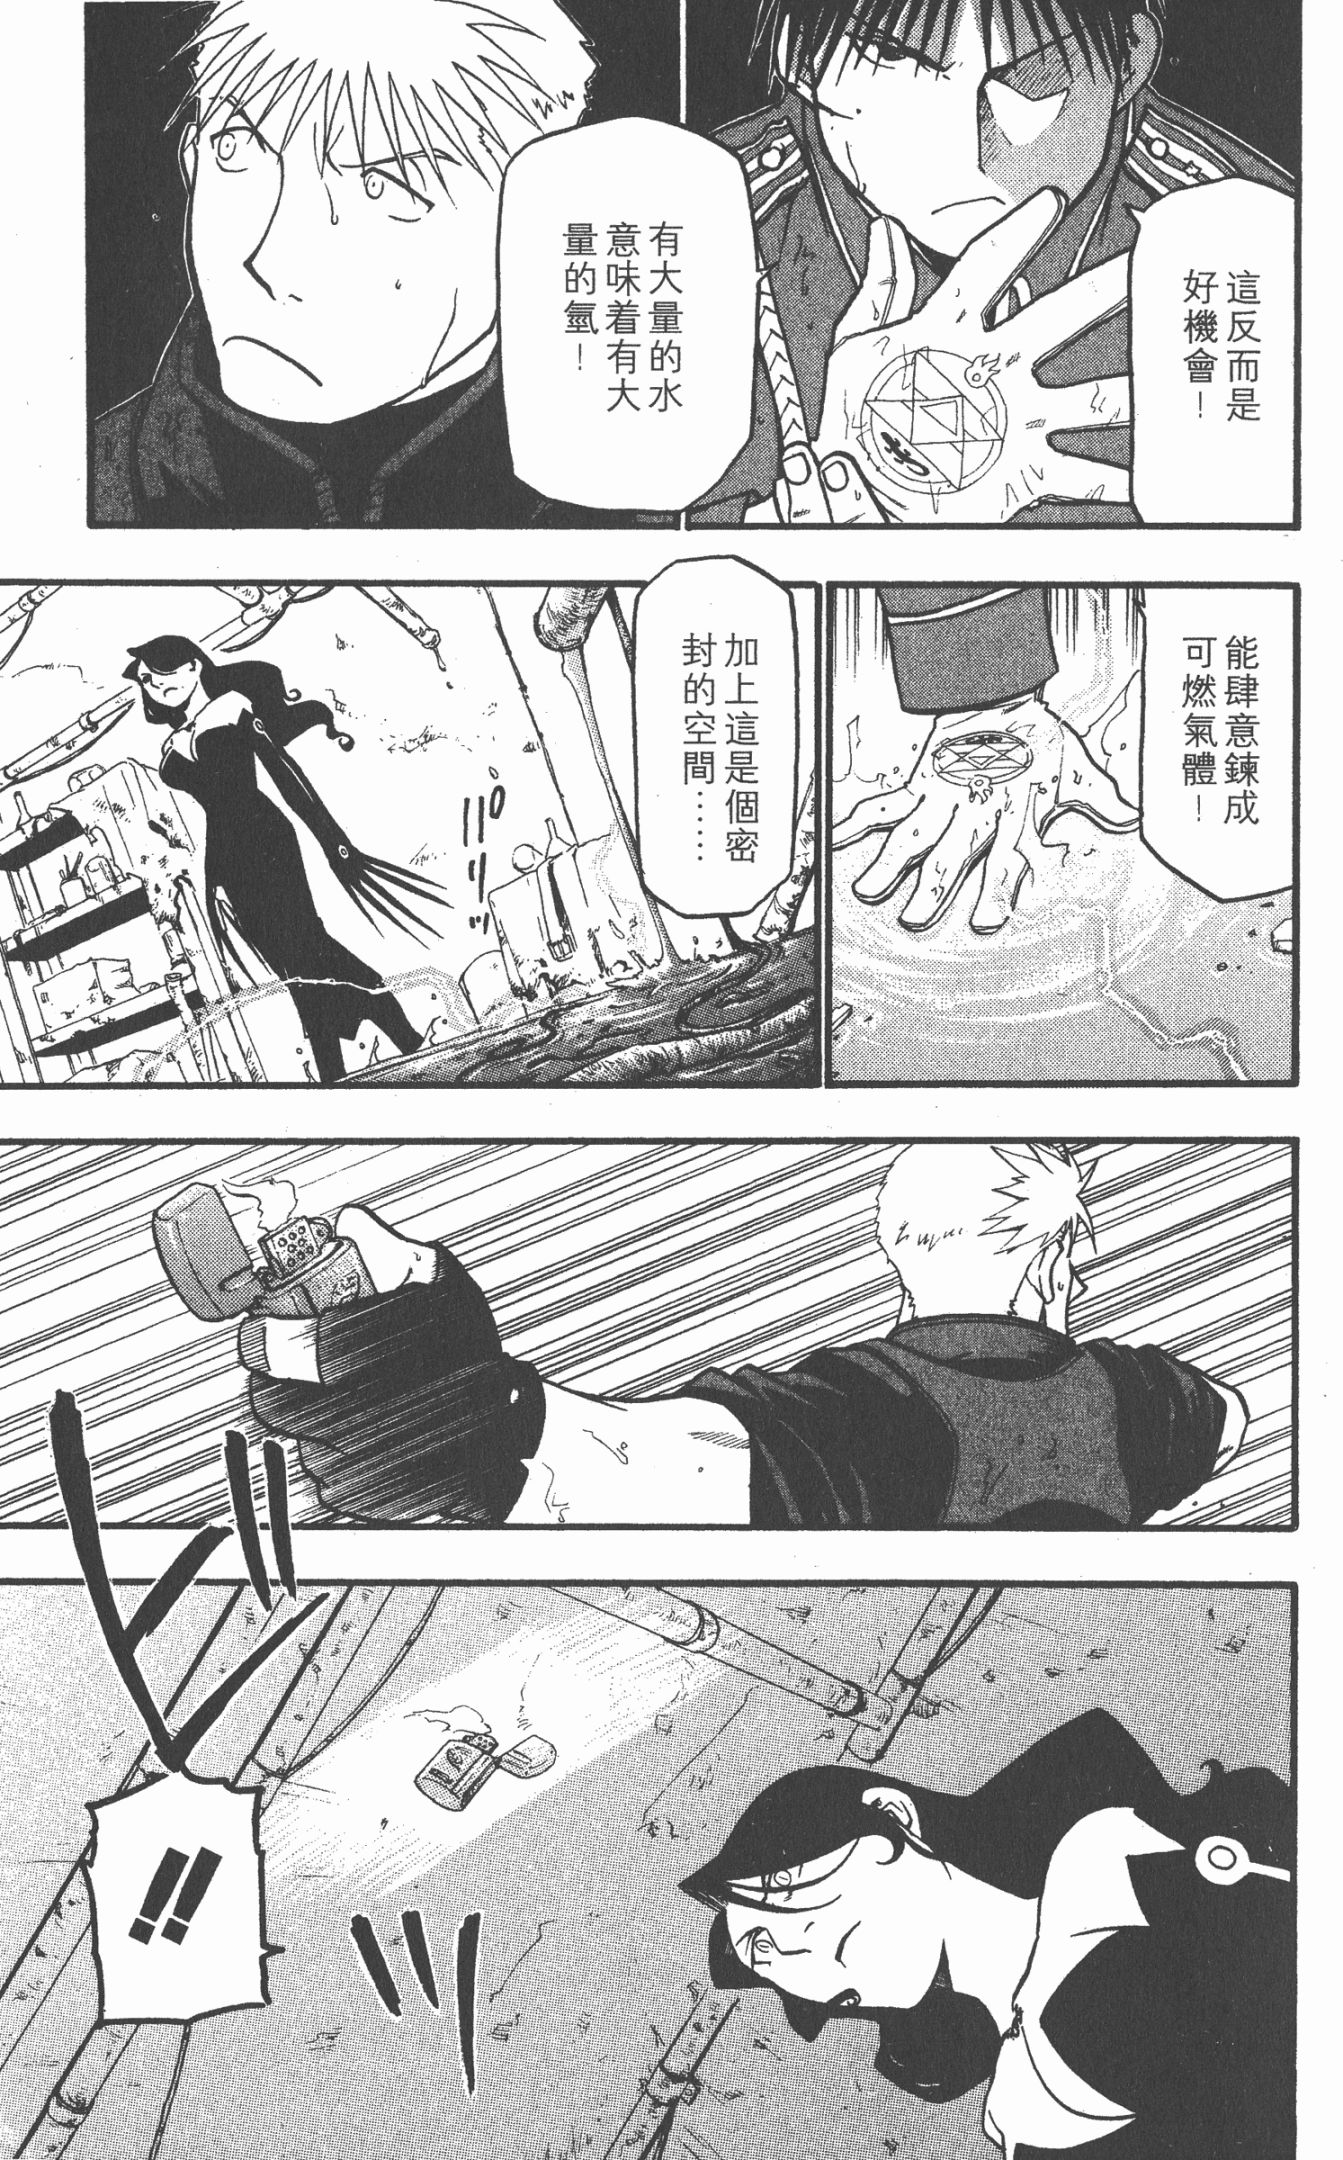 這反而是
好機會！
有大量的水
意味着有大
量的氫！
能肆意鍊成
可燃氣體！
加上這是個密
封的空間……
!!